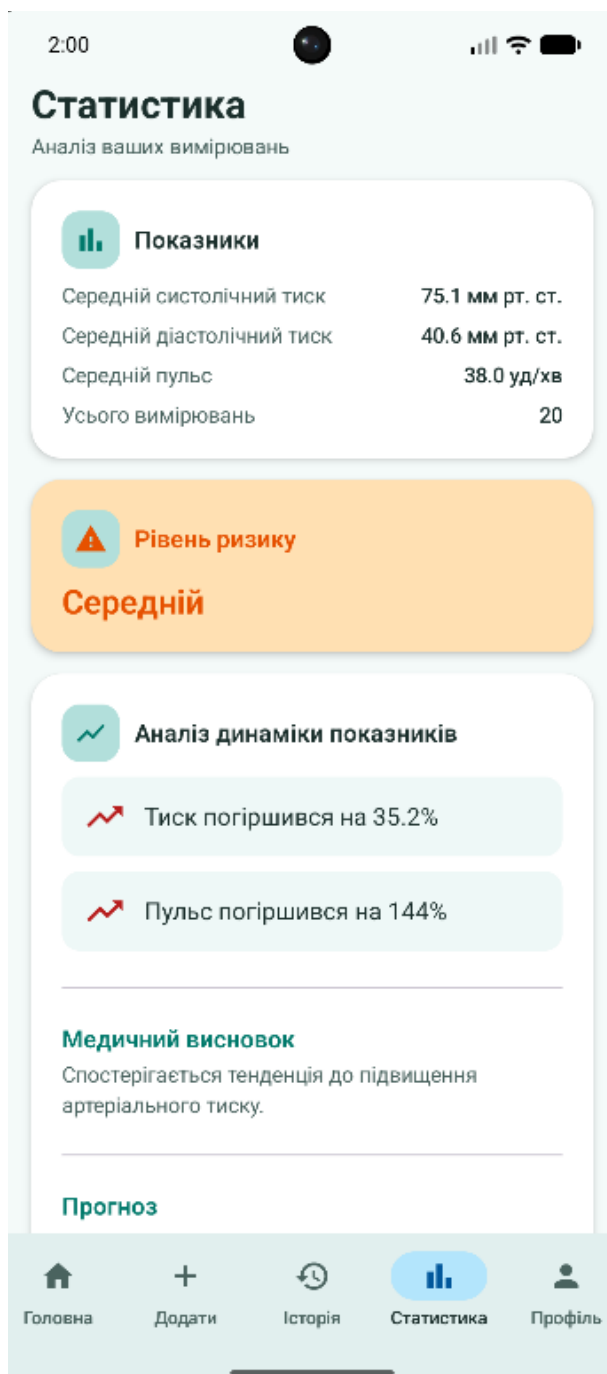 2:00
Статистика
Аналіз ваших вимірювань
Показники
Середній систолічний тиск 75.1 мм рт. ст.
Середній діастолічний тиск 40.6 мм рт. ст.
Середній пульс 38.0 уд/хв
Усього вимірювань 20
Рівень ризику
Середній
Аналіз динаміки показників
Тиск погіршився на 35.2%
Пульс погіршився на 144%
Медичний висновок
Спостерігається тенденція до підвищення
артеріального тиску.
Прогноз
Головна Додати Історія Статистика Профіль